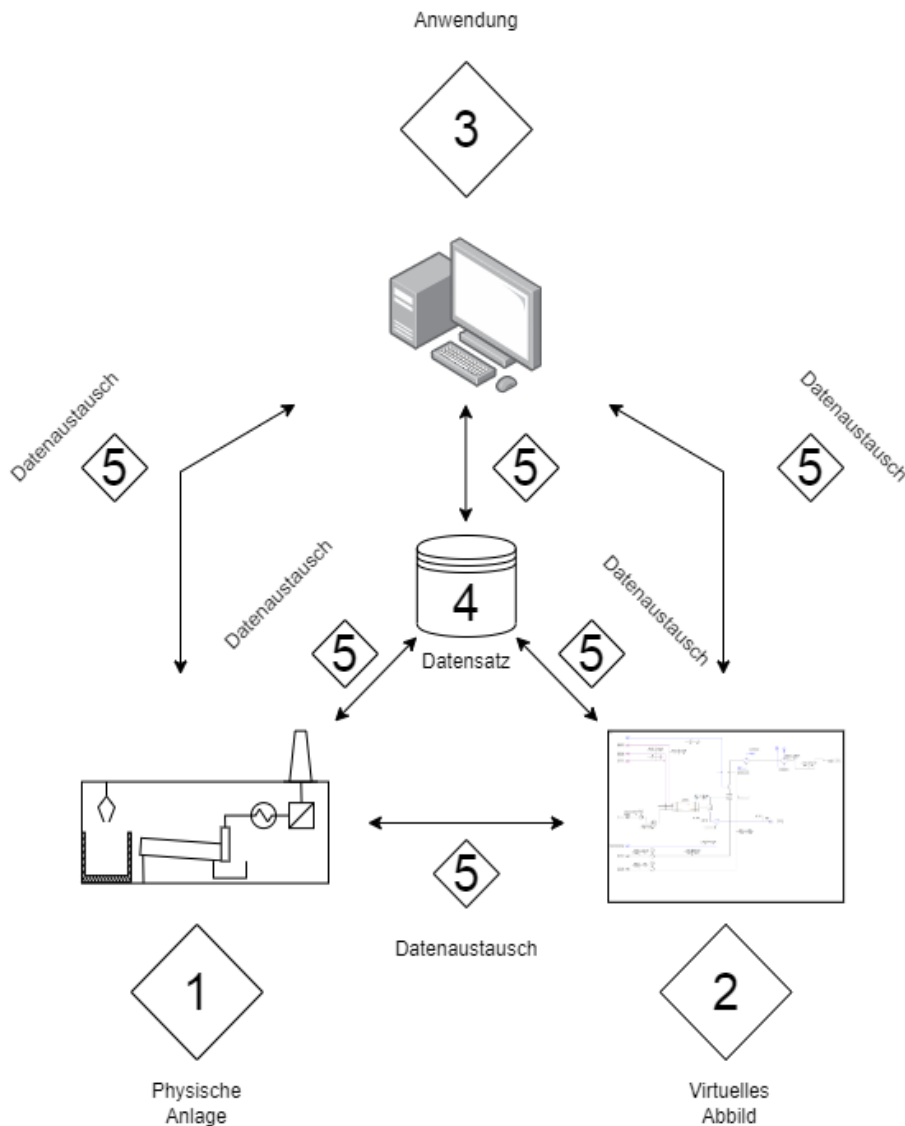 Anwendung
3
Datenaustausch
5
5
5
Datenaustausch
Datenaustausch
Datenaustausch
4
5
5
Datensatz
5
Datenaustausch
1
2
Physische
Anlage
Virtuelles
Abbild